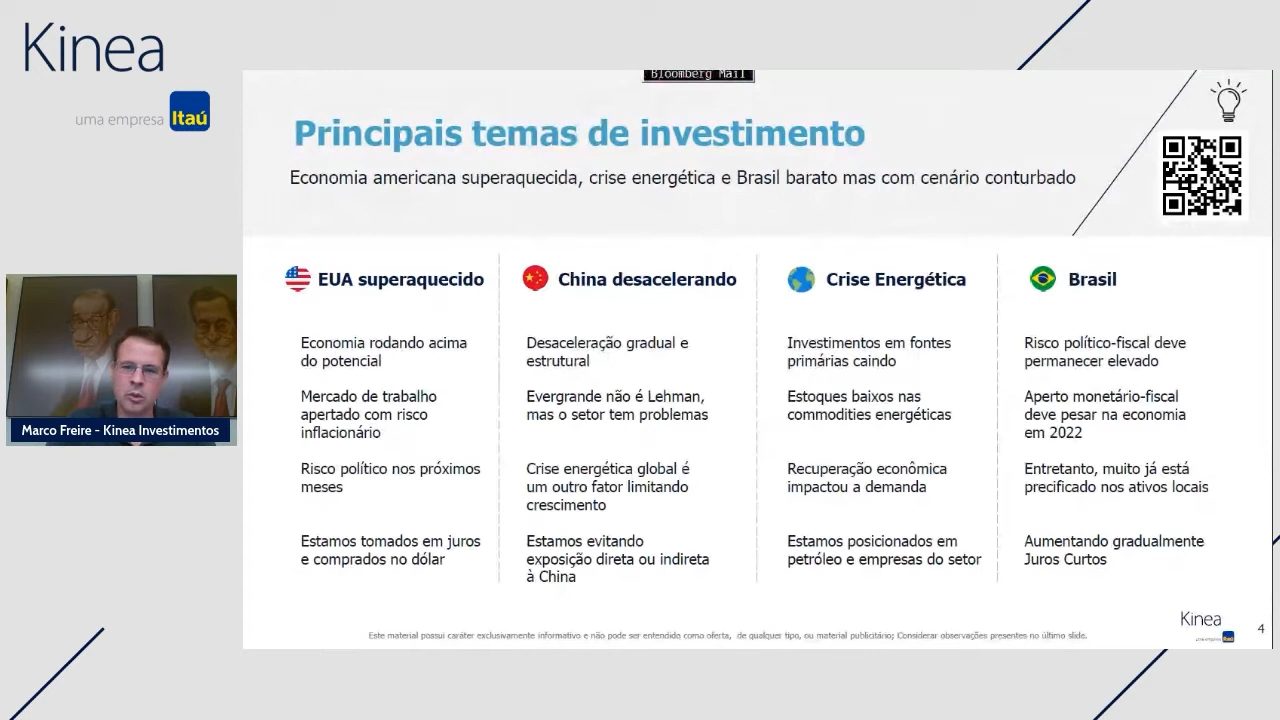 Kinea
uma empresa Itaú
Bloomberg Mail
Principais temas de investimento
Economia americana superaquecida, crise energética e Brasil barato mas com cenário conturbado
EUA superaquecido
Economia rodando acima
do potencial
Mercado de trabalho
apertado com risco
inflacionário
Risco político nos próximos
meses
Estamos tomados em juros
e comprados no dólar
China desacelerando
Desaceleração gradual e
estrutural
Evergrande não é Lehman,
mas o setor tem problemas
Crise energética global é
um outro fator limitando
crescimento
Estamos evitando
exposição direta ou indireta
à China
Crise Energética
Investimentos em fontes
primárias caindo
Estoques baixos nas
commodities energéticas
Recuperação econômica
impactou a demanda
Estamos posicionados em
petróleo e empresas do setor
Brasil
Risco político-fiscal deve
permanecer elevado
Aperto monetário-fiscal
deve pesar na economia
em 2022
Entretanto, muito já está
precificado nos ativos locais
Aumentando gradualmente
Juros Curtos
Marco Freire - Kinea Investimentos
Este material possui caráter exclusivamente informativo e não pode ser entendido como oferta, de qualquer tipo, ou material publicitário; Considerar observações presentes no último slide.
Kinea
uma empresa Itaú
4